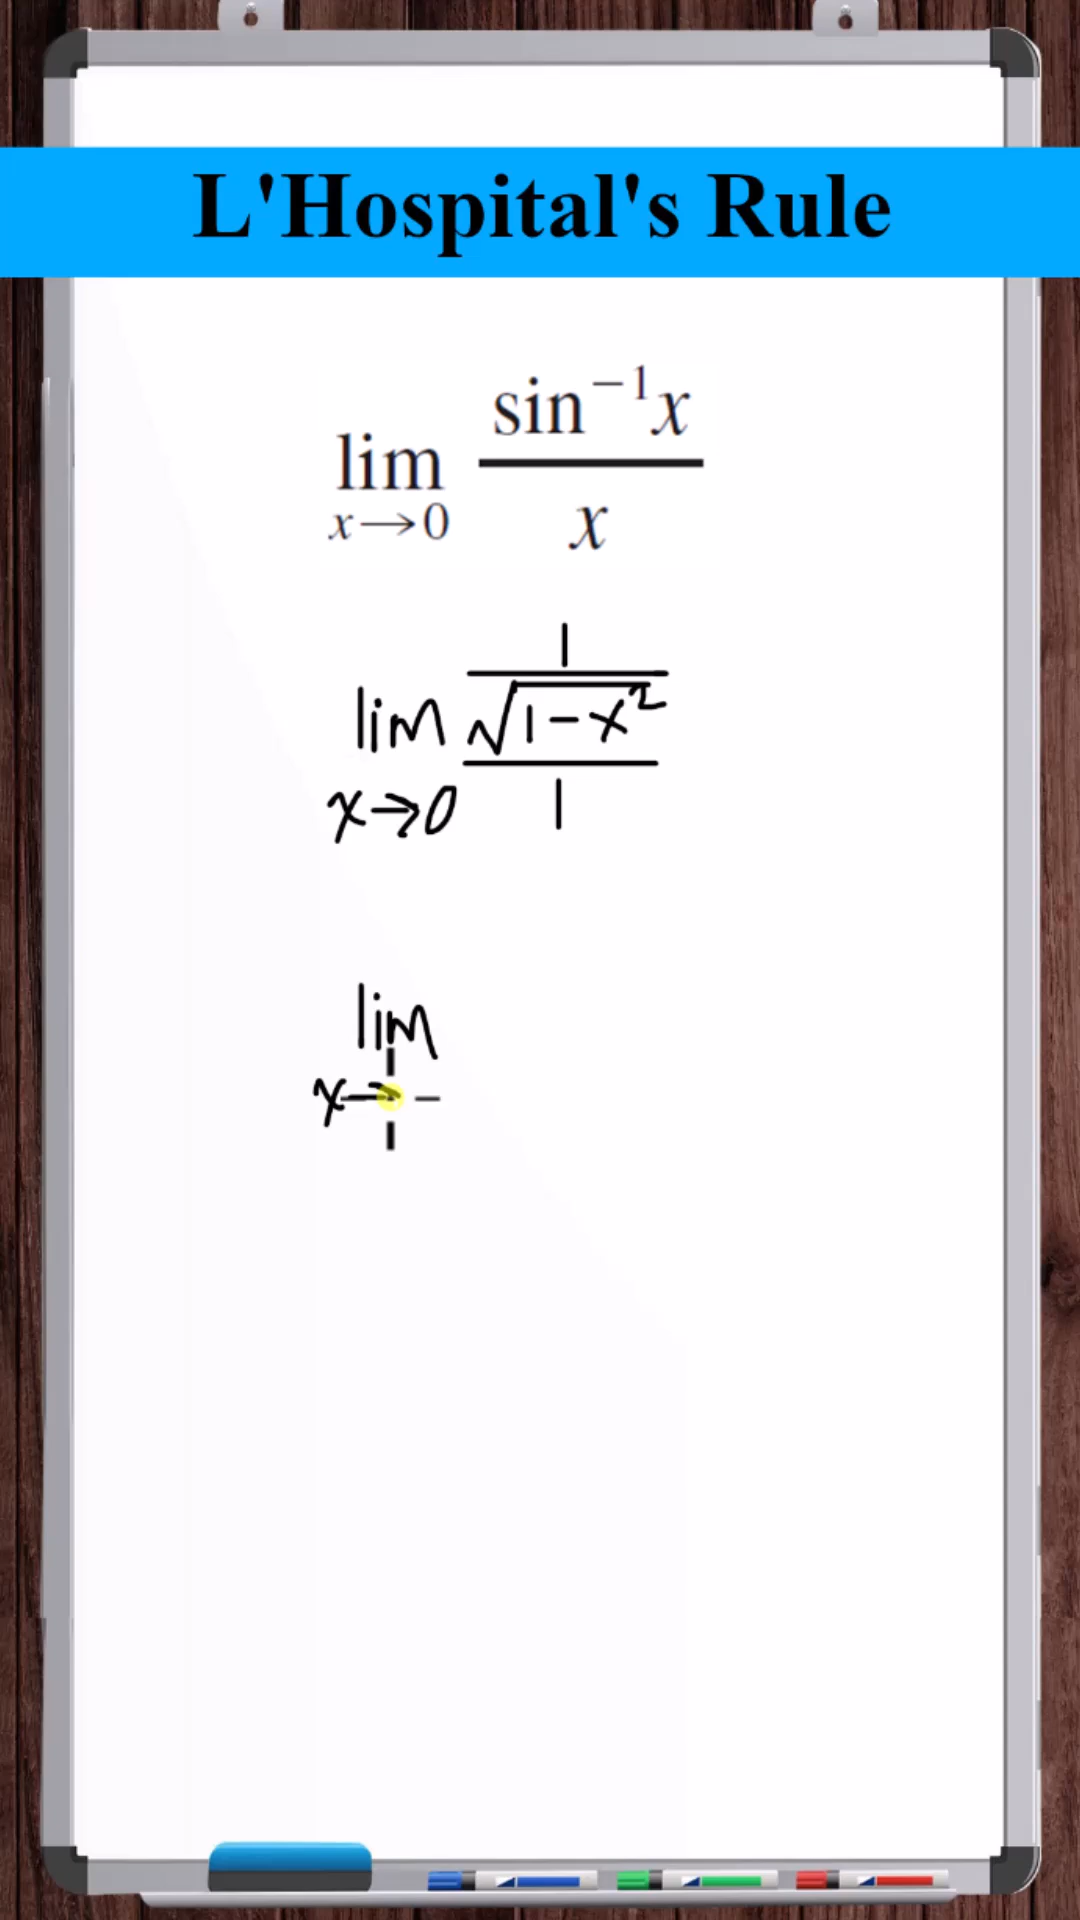 L'Hospital's Rule
lim x→0 sin⁻¹x / x
lim x→0 (1 / √(1 − x²)) / 1
lim x→